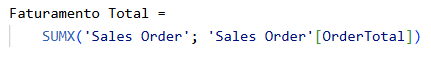 Faturamento Total =
SUMX('Sales Order'; 'Sales Order'[OrderTotal])